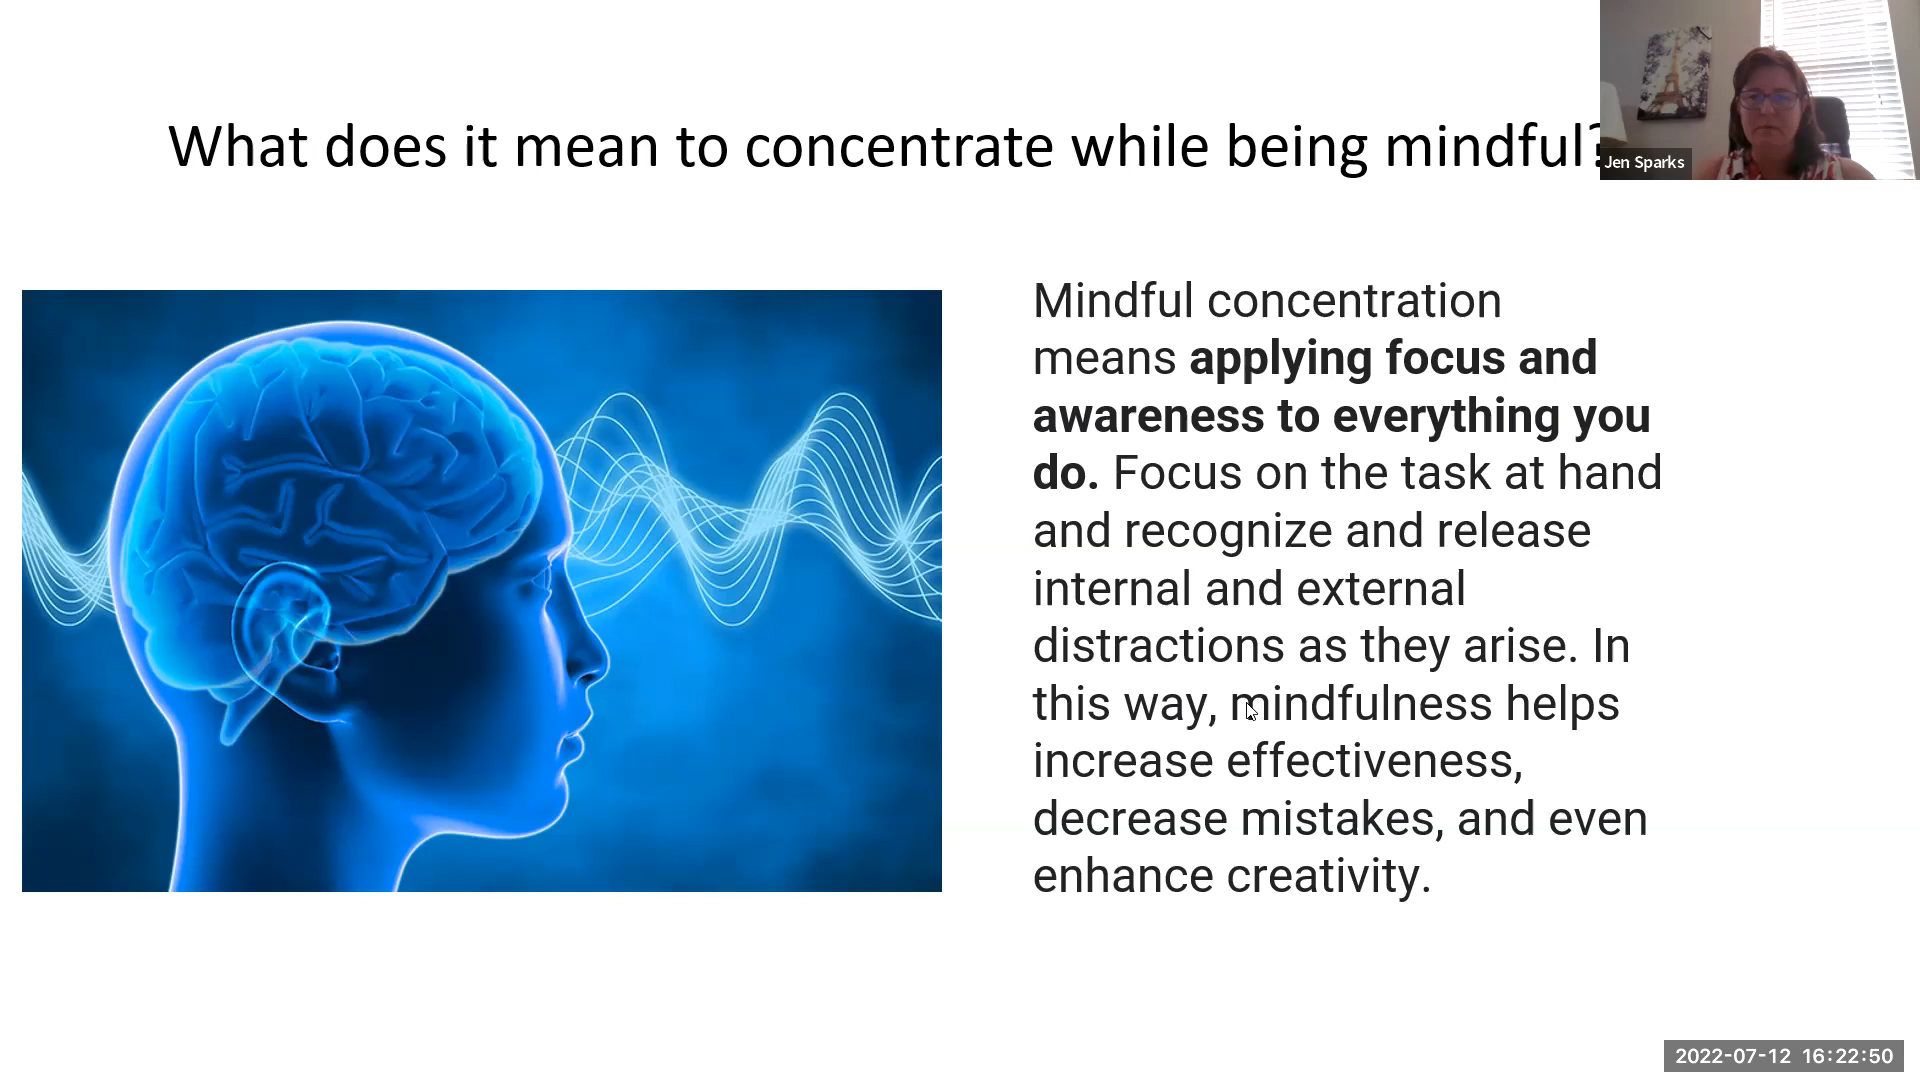 What does it mean to concentrate while being mindful?
Jen Sparks
Mindful concentration
means applying focus and
awareness to everything you
do. Focus on the task at hand
and recognize and release
internal and external
distractions as they arise. In
this way, mindfulness helps
increase effectiveness,
decrease mistakes, and even
enhance creativity.
2022-07-12 16:22:50